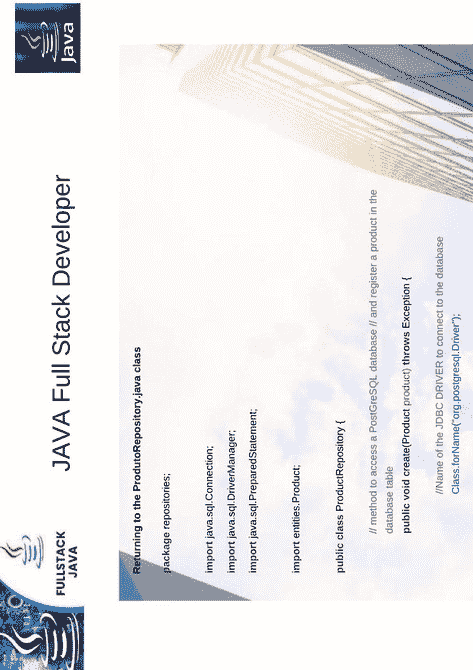 FULLSTACK
JAVA
JAVA Full Stack Developer
Java
Returning to the ProdutoRepository.java class
package repositories;
import java.sql.Connection;
import java.sql.DriverManager;
import java.sql.PreparedStatement;
import entities.Product;
public class ProductRepository {
// method to access a PostGreSQL database // and register a product in the
database table
public void create(Product product) throws Exception {
//Name of the JDBC DRIVER to connect to the database
Class.forName("org.postgresql.Driver");